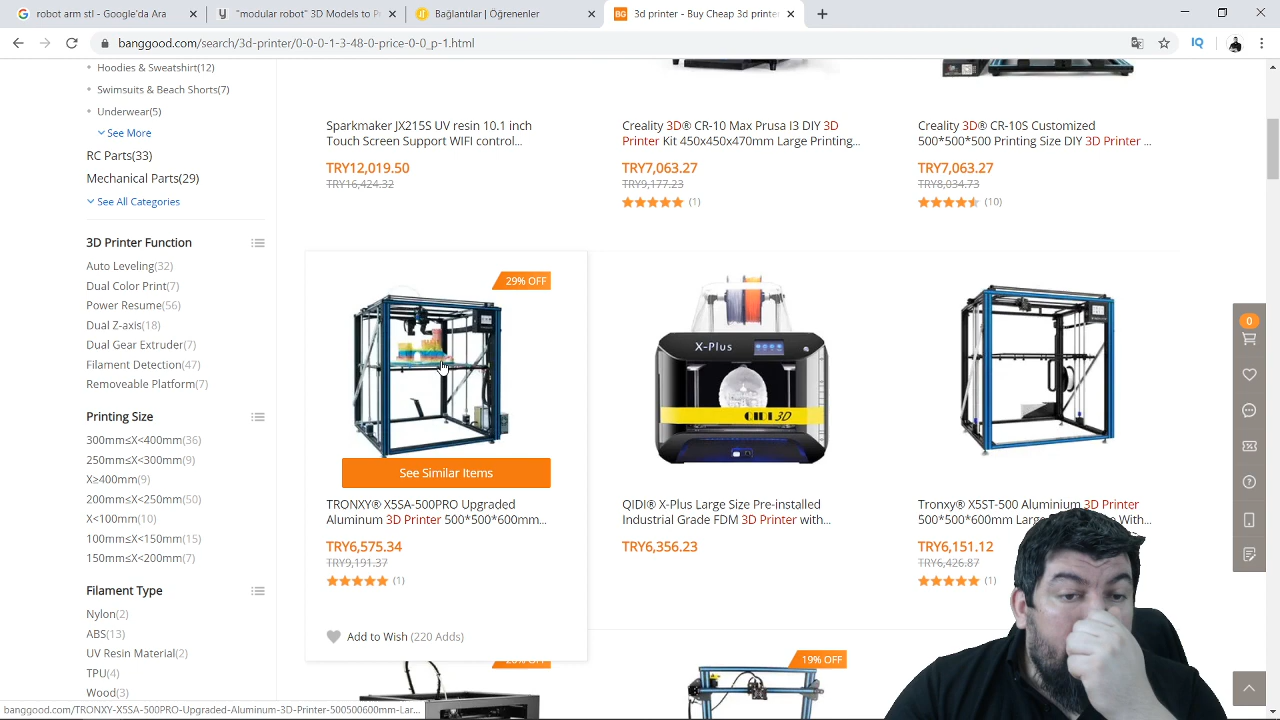 robot arm stl - Google'da Ara
"modular robot" 3D Models to Pr
Bağlantılar | Öğrenciler
3D printer – Buy Cheap 3d printer
banggood.com/search/3d-printer/0-0-0-1-3-48-0-price-0-0_p-1.html
Hoodies & Sweatshirt(12)
Swimsuits & Beach Shorts(7)
Underwear(5)
See More
RC Parts(33)
Mechanical Parts(29)
See All Categories
3D Printer Function
Auto Leveling(32)
Dual Color Print(7)
Power Resume(56)
Dual Z-axis(18)
Dual Gear Extruder(7)
Filament Detection(47)
Removeable Platform(7)
Printing Size
300mm≤X<400mm(36)
250mm≤X<300mm(9)
X≥400mm(9)
200mm≤X<250mm(50)
X<100mm(10)
100mm≤X<150mm(15)
150mm≤X<200mm(7)
Filament Type
Nylon(2)
ABS(13)
UV Resin Material(2)
TPU(4)
Wood(3)
Sparkmaker JX215S UV resin 10.1 inch
Touch Screen Support WIFI control...
TRY12,019.50
TRY16,424.32
Creality 3D® CR-10 Max Prusa I3 DIY 3D
Printer Kit 450x450x470mm Large Printing...
TRY7,063.27
TRY9,177.23
(1)
Creality 3D® CR-10S Customized
500*500*500 Printing Size DIY 3D Printer ...
TRY7,063.27
TRY8,034.73
(10)
29% OFF
See Similar Items
TRONXY® X5SA-500PRO Upgraded
Aluminum 3D Printer 500*500*600mm...
TRY6,575.34
TRY9,191.37
(1)
Add to Wish (220 Adds)
X-Plus
QIDI 3D
QIDI® X-Plus Large Size Pre-installed
Industrial Grade FDM 3D Printer with...
TRY6,356.23
Tronxy® X5ST-500 Aluminium 3D Printer
500*500*600mm Large With...
TRY6,151.12
TRY6,426.87
(1)
19% OFF
0
IQ
banggood.com/TRONXY-X5SA-500PRO-Upgraded-Aluminum-3D-Printer-500500600mm-Lar...